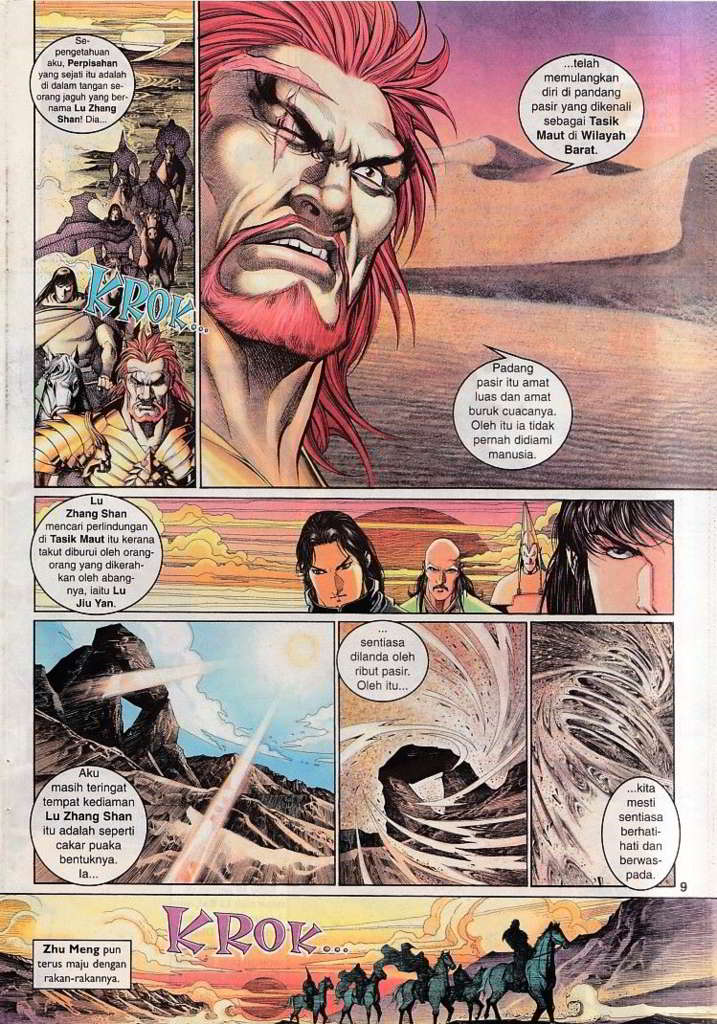 Se-
pengetahuan
aku, Perpisahan
yang sejati itu adalah
di dalam tangan se-
orang jaguh yang ber-
nama Lu Zhang
Shan! Dia...
KROK...
...telah
memulangkan
diri di pandang
pasir yang dikenali
sebagai Tasik
Maut di Wilayah
Barat.
Padang
pasir itu amat
luas dan amat
buruk cuacanya.
Oleh itu ia tidak
pernah didiami
manusia.
Lu
Zhang Shan
mencari perlindungan
di Tasik Maut itu kerana
takut diburui oleh orang-
orang yang dikerah-
kan oleh abang-
nya, iaitu Lu
Jiu Yan.
Aku
masih teringat
tempat kediaman
Lu Zhang Shan
itu adalah seperti
cakar puaka
bentuknya.
Ia...
...
sentiasa
dilanda oleh
ribut pasir.
Oleh itu...
...kita
mesti
sentiasa
berhati-
hati dan
berwas-
pada.
9
KROK...
Zhu Meng pun
terus maju dengan
rakan-rakannya.